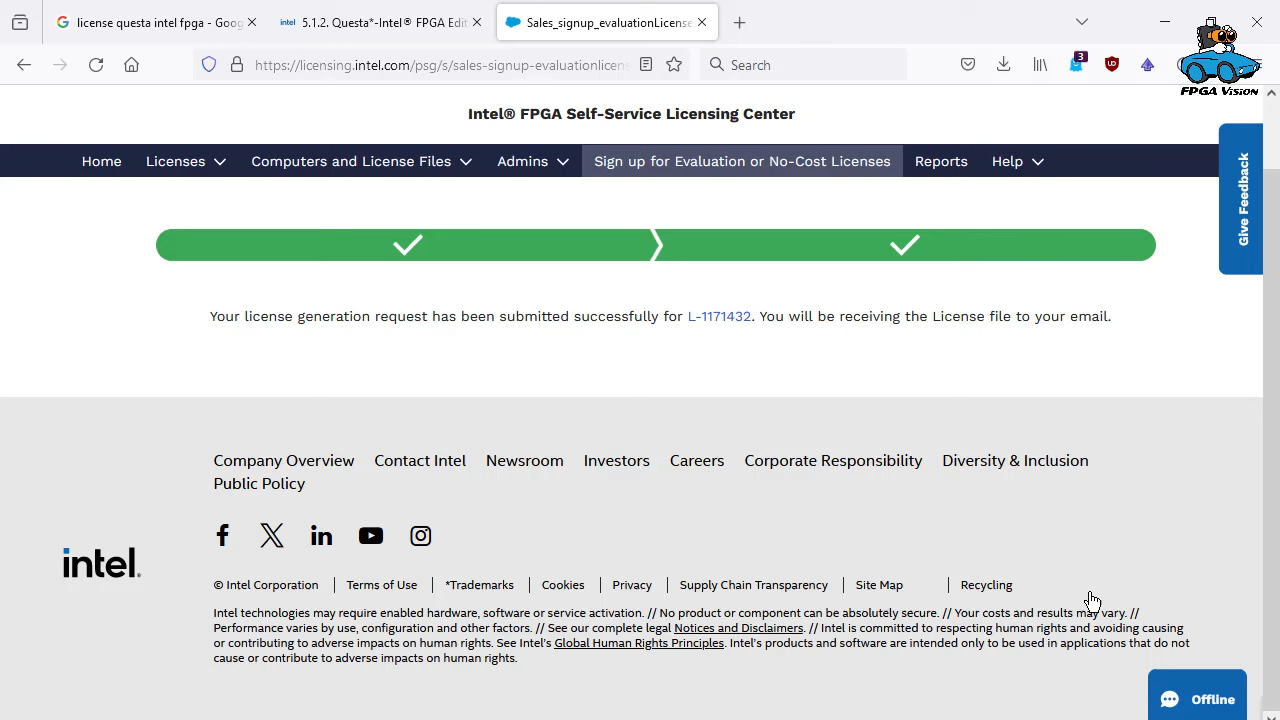 license questa intel fpga - Goog
intel 5.1.2. Questa*-Intel® FPGA Edit
Sales_signup_evaluationLicense
https://licensing.intel.com/psg/s/sales-signup-evaluationlicens
Search
3
FPGA Vision
Intel® FPGA Self-Service Licensing Center
Home
Licenses
Computers and License Files
Admins
Sign up for Evaluation or No-Cost Licenses
Reports
Help
Give Feedback
Your license generation request has been submitted successfully for L-1171432. You will be receiving the License file to your email.
Company Overview
Contact Intel
Newsroom
Investors
Careers
Corporate Responsibility
Diversity & Inclusion
Public Policy
intel.
© Intel Corporation
Terms of Use
*Trademarks
Cookies
Privacy
Supply Chain Transparency
Site Map
Recycling
Intel technologies may require enabled hardware, software or service activation. // No product or component can be absolutely secure. // Your costs and results may vary. //
Performance varies by use, configuration and other factors. // See our complete legal Notices and Disclaimers. // Intel is committed to respecting human rights and avoiding causing
or contributing to adverse impacts on human rights. See Intel's Global Human Rights Principles. Intel's products and software are intended only to be used in applications that do not
cause or contribute to adverse impacts on human rights.
Offline